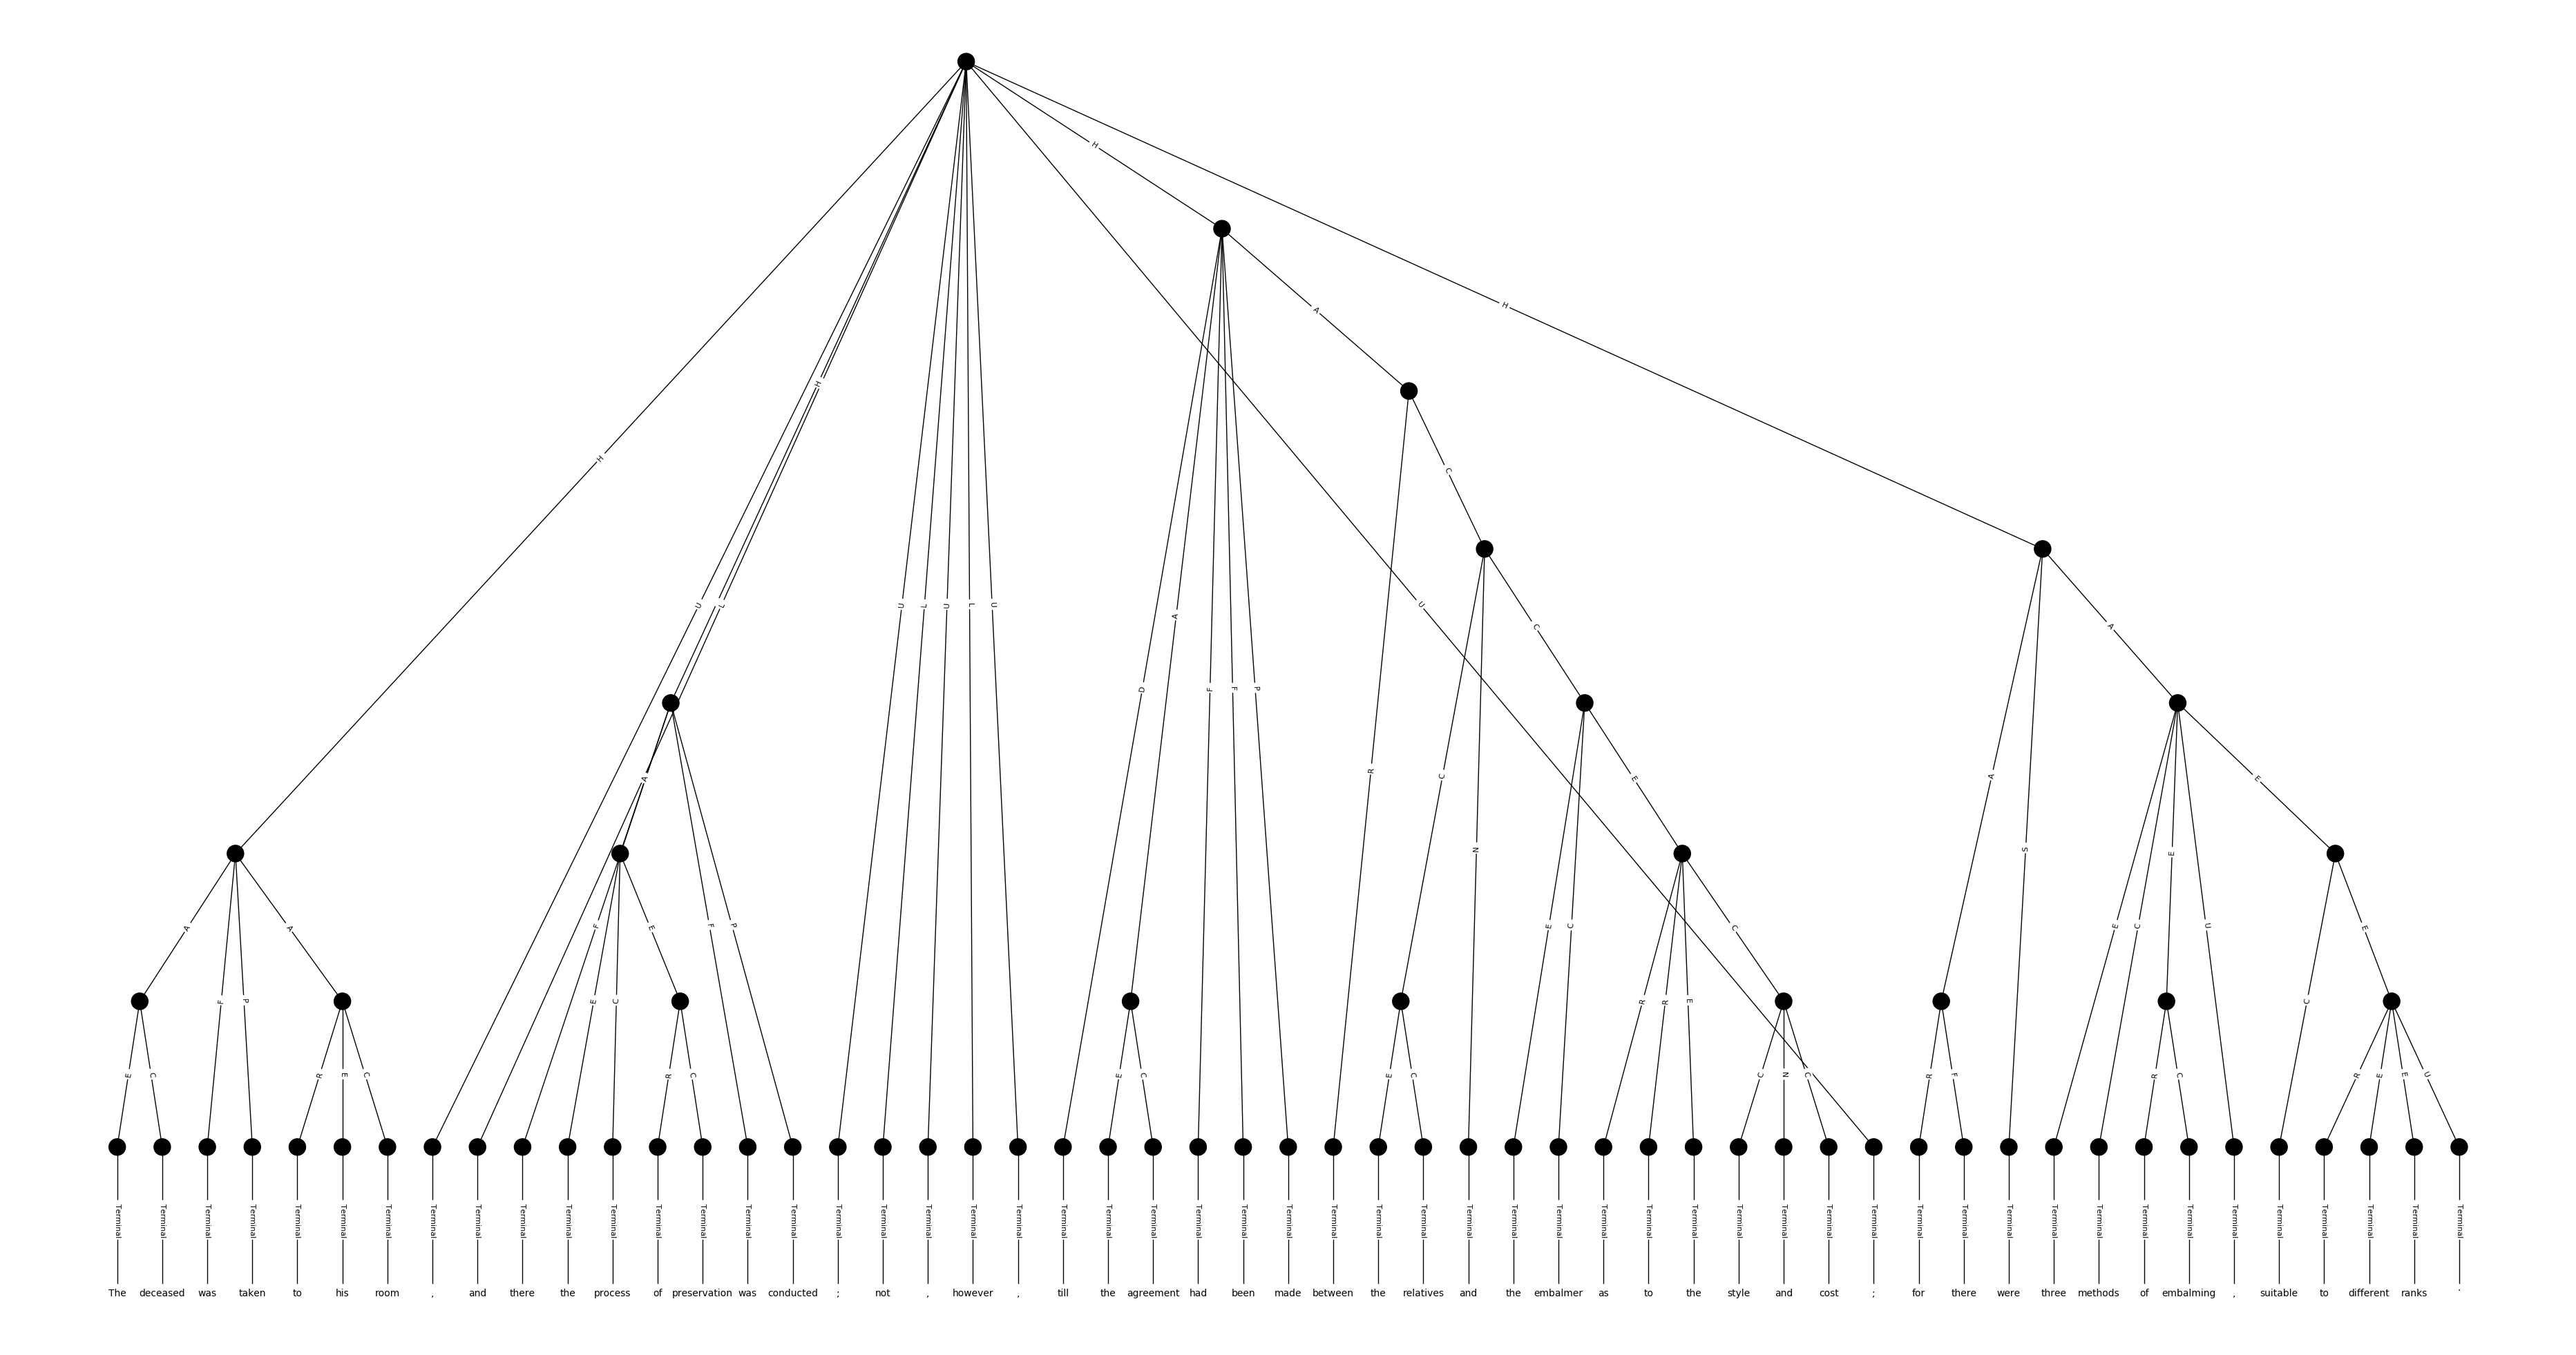 H
H
A
H
H
C
U L L U L U L U U C
D A F F P A A E
R C N S
A F E
A F P A F E C E F P E C R R E C A E C E U C E
E C R E C R C E C E C C N C R F R C R E E U
Terminal Terminal Terminal Terminal Terminal Terminal Terminal Terminal Terminal Terminal Terminal Terminal Terminal Terminal Terminal Terminal Terminal Terminal Terminal Terminal Terminal Terminal Terminal Terminal Terminal Terminal Terminal Terminal Terminal Terminal Terminal Terminal Terminal Terminal Terminal Terminal Terminal Terminal Terminal Terminal Terminal Terminal Terminal Terminal Terminal Terminal Terminal Terminal Terminal Terminal Terminal Terminal Terminal
The deceased was taken to his room , and there the process of preservation was conducted ; not , however , till the agreement had been made between the relatives and the embalmer as to the style and cost ; for there were three methods of embalming , suitable to different ranks